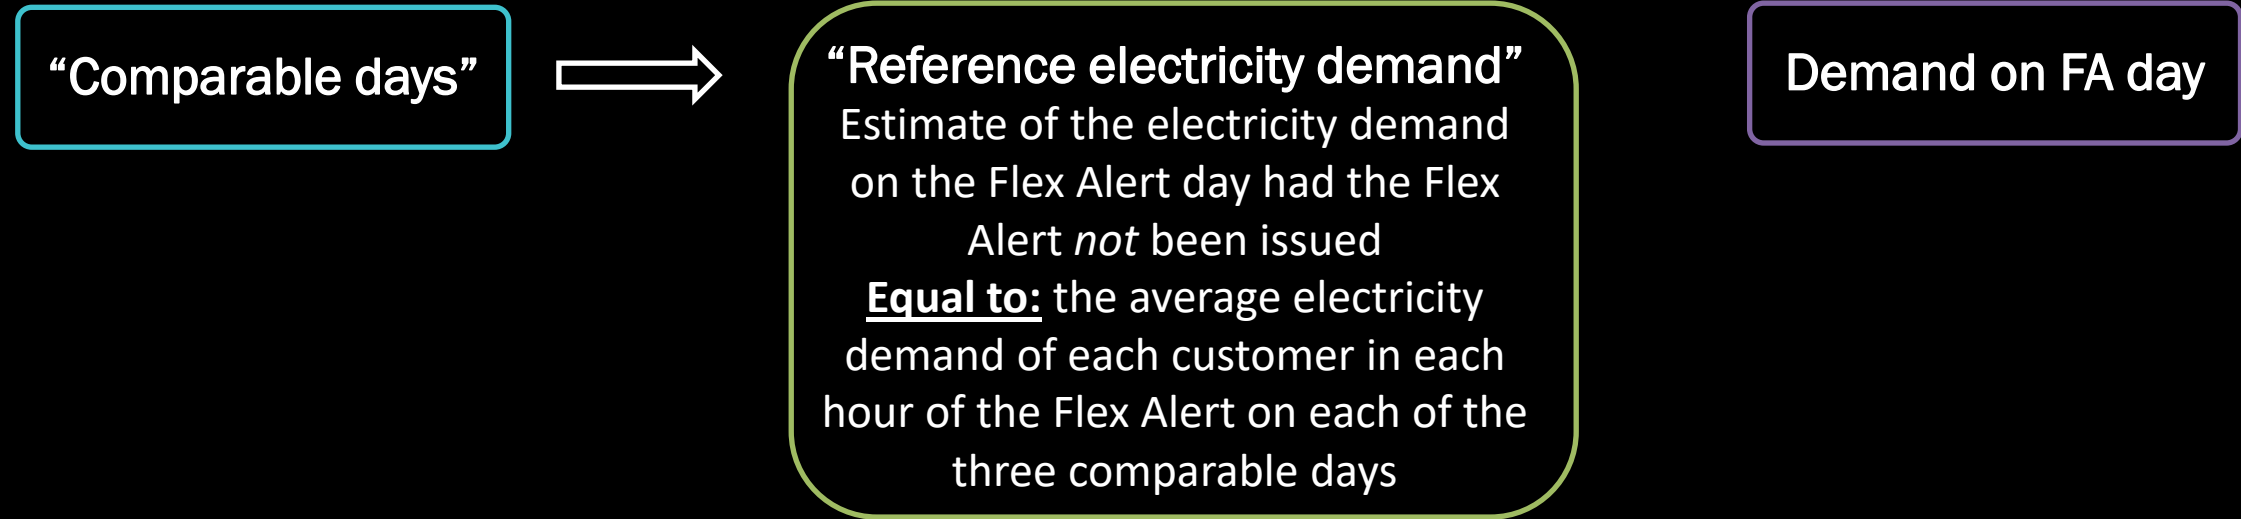 “Comparable days”
“Reference electricity demand”
Estimate of the electricity demand
on the Flex Alert day had the Flex
Alert not been issued
Equal to: the average electricity
demand of each customer in each
hour of the Flex Alert on each of the
three comparable days
Demand on FA day